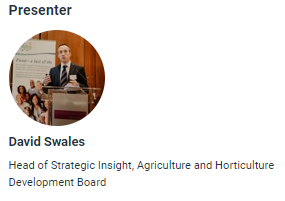 Presenter
David Swales
Head of Strategic Insight, Agriculture and Horticulture
Development Board